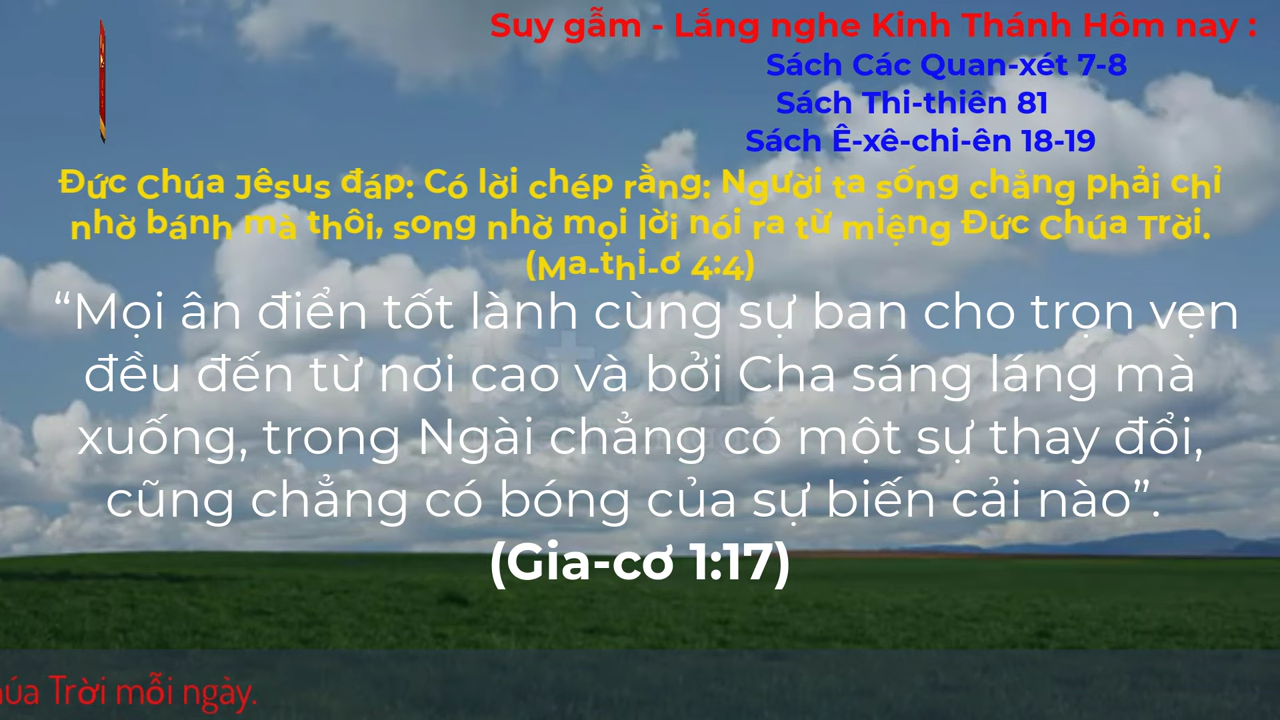 Suy gẫm - Lắng nghe Kinh Thánh Hôm nay :
Sách Các Quan-xét 7-8
Sách Thi-thiên 81
Sách Ê-xê-chi-ên 18-19
Đức Chúa Jêsus đáp: Có lời chép rằng: Người ta sống chẳng phải chỉ
nhờ bánh mà thôi, song nhờ mọi lời nói ra từ miệng Đức Chúa Trời.
(Ma-thi-ơ 4:4)
“Mọi ân điển tốt lành cùng sự ban cho trọn vẹn
đều đến từ nơi cao và bởi Cha sáng láng mà
xuống, trong Ngài chẳng có một sự thay đổi,
cũng chẳng có bóng của sự biến cải nào”.
(Gia-cơ 1:17)
Trời mỗi ngày.